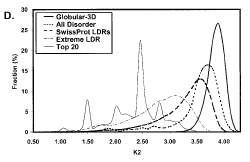 D.
Globular-3D
All Disorder
SwissProt LDRs
Extreme LDR
Top 20
Fraction (%)
30
25
20
15
10
5
0
0.50 1.00 1.50 2.00 2.50 3.00 3.50 4.00
K2